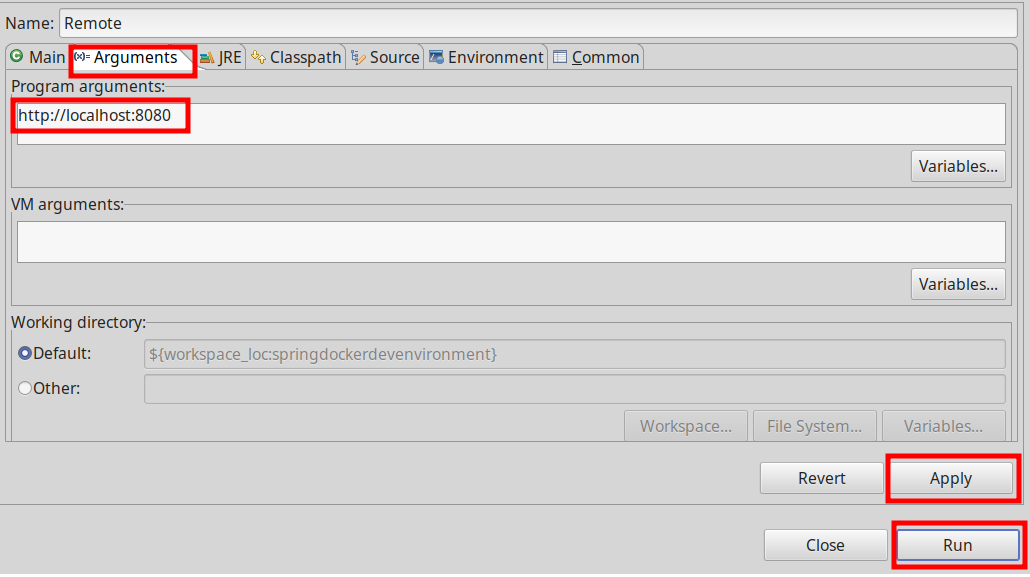 Name: Remote
Main (x)= Arguments JRE Classpath Source Environment Common
Program arguments:
http://localhost:8080
Variables...
VM arguments:
Variables...
Working directory:
Default: ${workspace_loc:springdockerdevenvironment}
Other:
Workspace... File System... Variables...
Revert Apply
Close Run